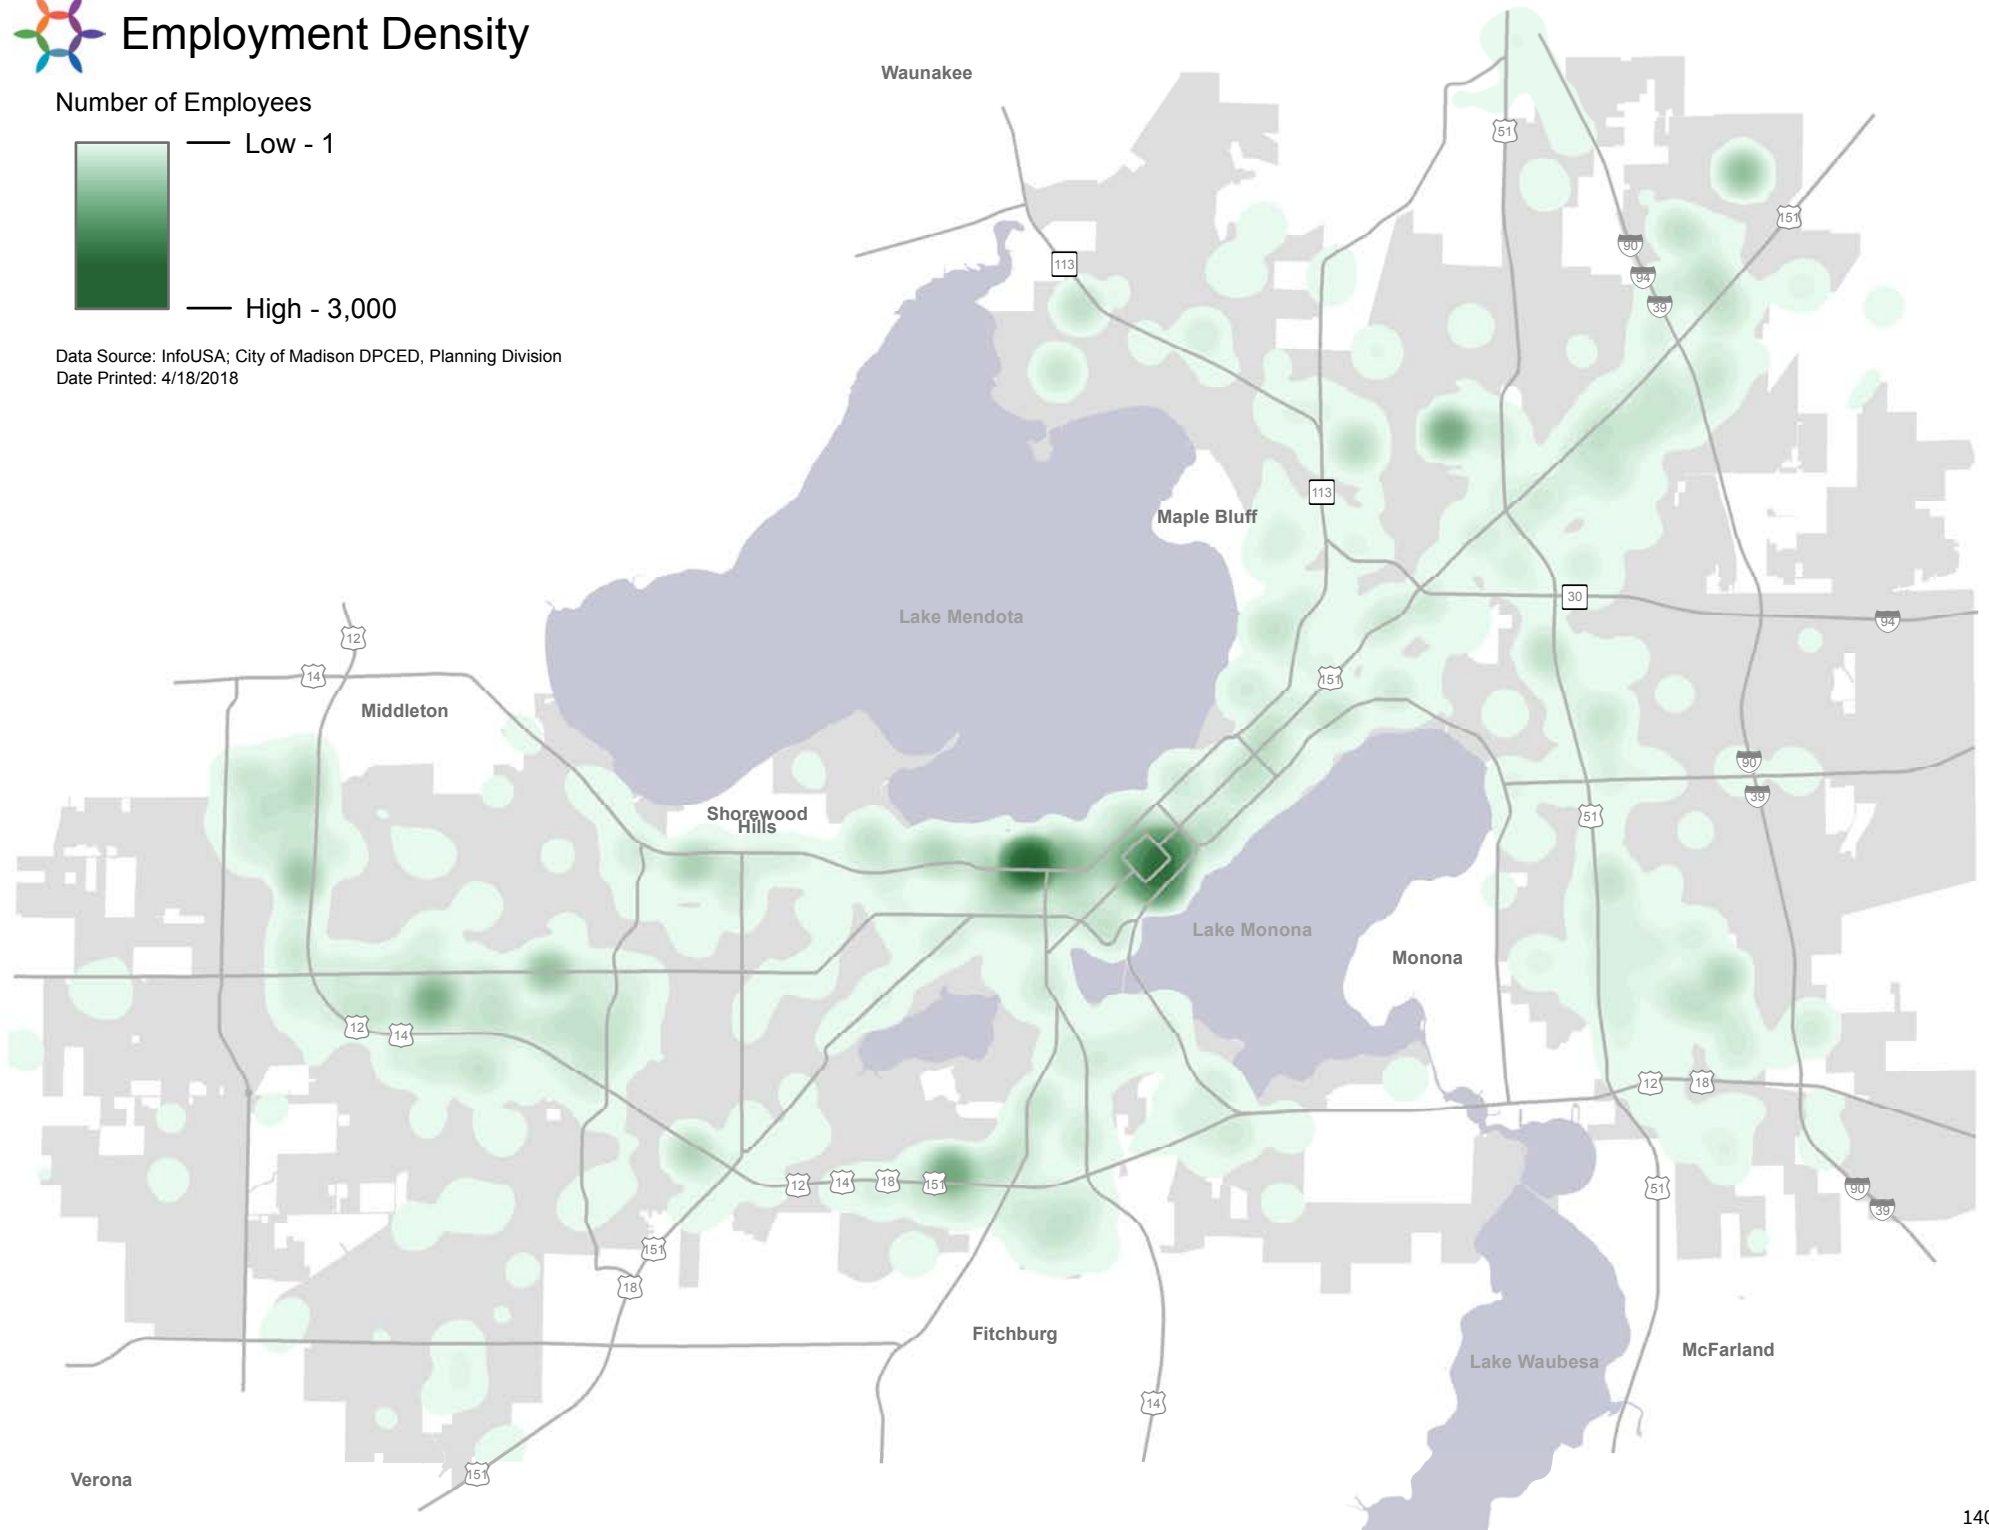 Employment Density
Number of Employees
Low - 1
High - 3,000
Data Source: InfoUSA; City of Madison DPCED, Planning Division
Date Printed: 4/18/2018
Waunakee
51
151
90
94
39
113
113
Maple Bluff
30
94
Lake Mendota
12
14
151
Middleton
90
39
51
Shorewood
Hills
Lake Monona
Monona
12
14
12
18
12
14
18
151
51
90
39
151
18
Fitchburg
McFarland
Lake Waubesa
14
Verona
151
140